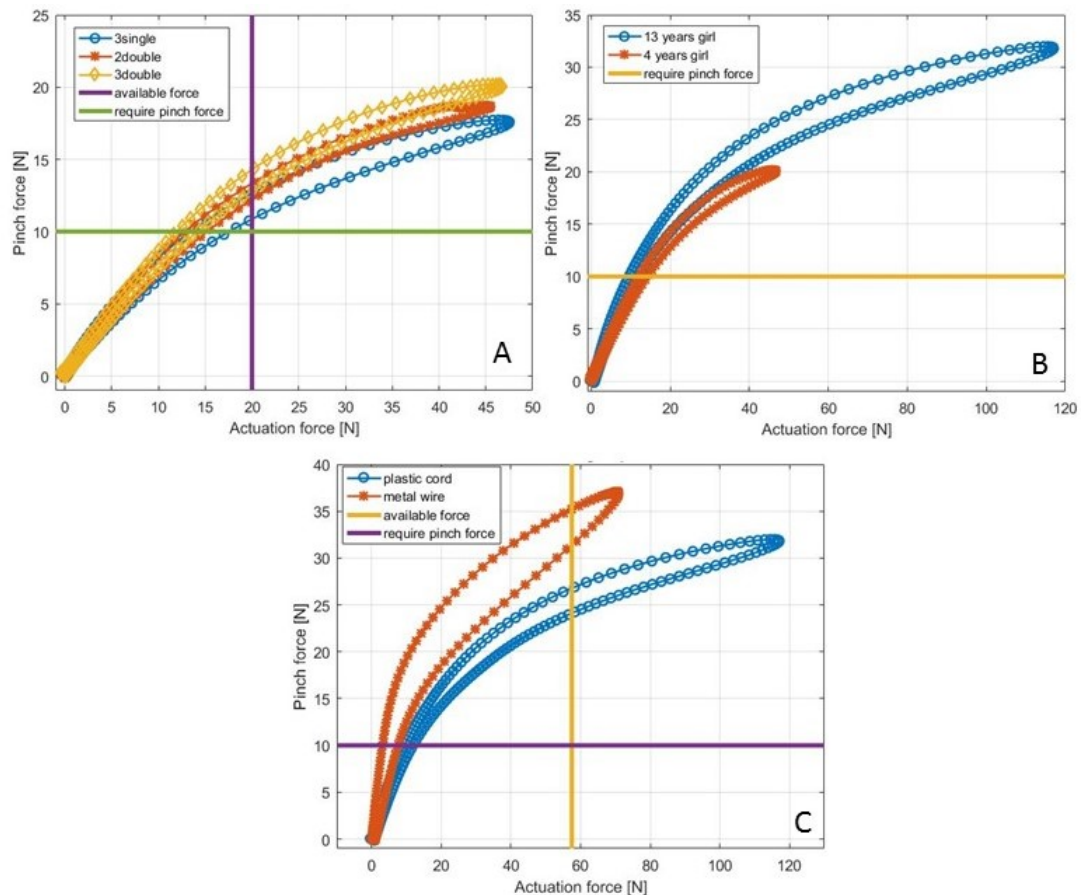 3single
2double
3double
available force
require pinch force
25
20
15
10
5
0
Pinch force [N]
0 5 10 15 20 25 30 35 40 45 50
Actuation force [N]
A
13 years girl
4 years girl
require pinch force
35
30
25
20
15
10
5
0
Pinch force [N]
0 20 40 60 80 100 120
Actuation force [N]
B
plastic cord
metal wire
available force
require pinch force
40
35
30
25
20
15
10
5
0
Pinch force [N]
0 20 40 60 80 100 120
Actuation force [N]
C